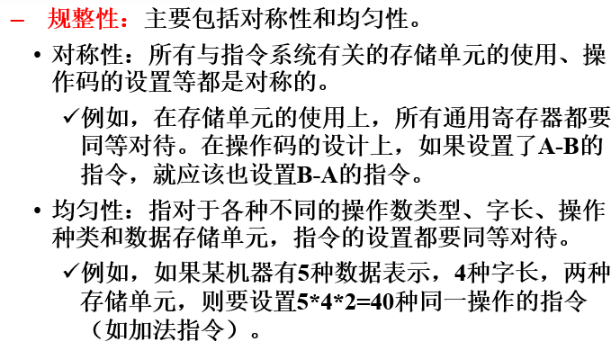 – 规整性：主要包括对称性和均匀性。
• 对称性：所有与指令系统有关的存储单元的使用、操
作码的设置等都是对称的。
✓例如，在存储单元的使用上，所有通用寄存器都要
同等对待。在操作码的设计上，如果设置了A-B的
指令，就应该也设置B-A的指令。
• 均匀性：指对于各种不同的操作数类型、字长、操作
种类和数据存储单元，指令的设置都要同等对待。
✓例如，如果某机器有5种数据表示，4种字长，两种
存储单元，则要设置5*4*2=40种同一操作的指令
（如加法指令）。